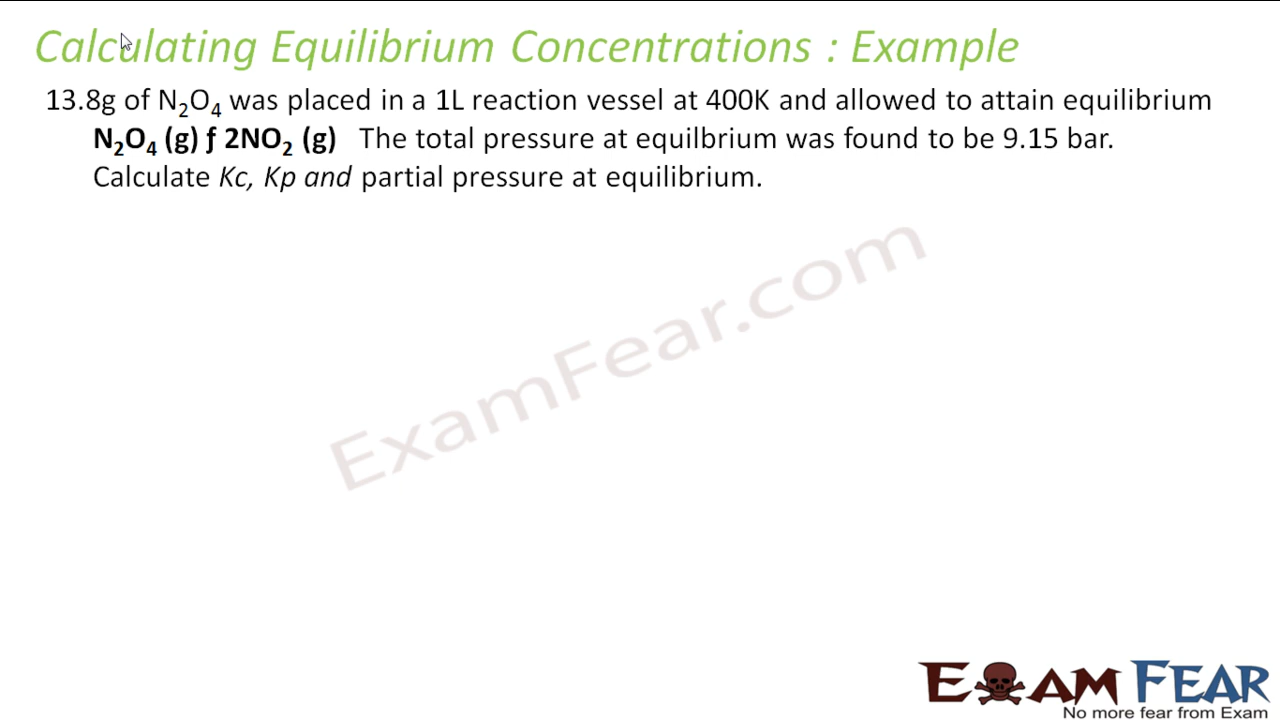 Calculating Equilibrium Concentrations : Example
13.8g of N₂O₄ was placed in a 1L reaction vessel at 400K and allowed to attain equilibrium
N₂O₄ (g) ƒ 2NO₂ (g) The total pressure at equilbrium was found to be 9.15 bar.
Calculate Kc, Kp and partial pressure at equilibrium.
ExamFear.com
EXAM FEAR
No more fear from Exam